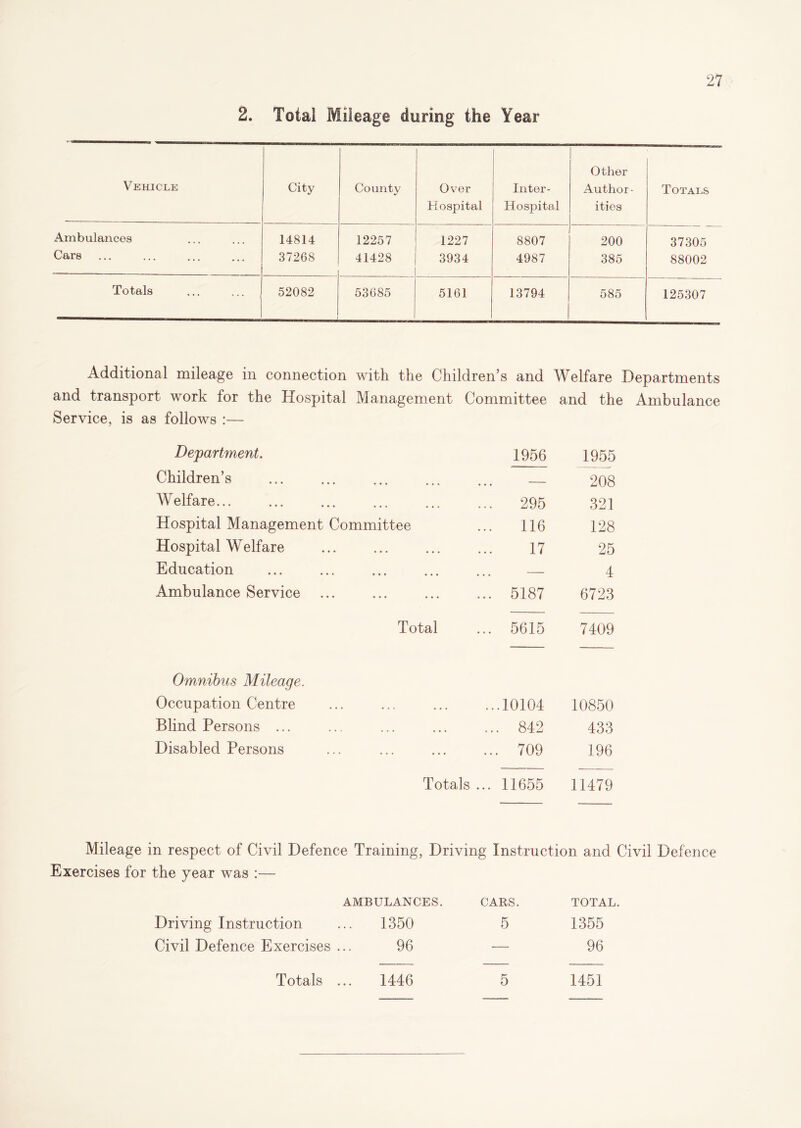 27
2. Total Mileage during the Year
Vehicle City County Over Hospital Inter-Hospital Other Author-ities Totals
Ambulances ... ... 14814 12257 1227 8807 200 37305
Cars ... ... ... ... 37268 41428 3934 4987 385 88002
Totals ... ... 52082 53685 5161 13794 585 125307
Additional mileage in connection with the Children's and Welfare Departments
and transport work for the Hospital Management Committee and the Ambulance
Service, is as follows :—
Department. 1956 1955
Children's ... ... ... ... ... — 208
Welfare... ... ... ... ... ... 295 321
Hospital Management Committee ... 116 128
Hospital Welfare ... ... ... ... 17 25
Education ... ... ... ... ... — 4
Ambulance Service ... ... ... ... 5187 6723
Total ... 5615 7409
Omnibus Mileage.
Occupation Centre ... ... ... ...10104 10850
Blind Persons ... ... ... ... ... 842 433
Disabled Persons ... ... ... ... 709 196
Totals ... 11655 11479
Mileage in respect of Civil Defence Training, Driving Instruction and Civil Defence
Exercises for the year was :—
AMBULANCES. CARS. TOTAL.
Driving Instruction ... 1350 5 1355
Civil Defence Exercises ... 96 — 96
Totals ... 1446 5 1451